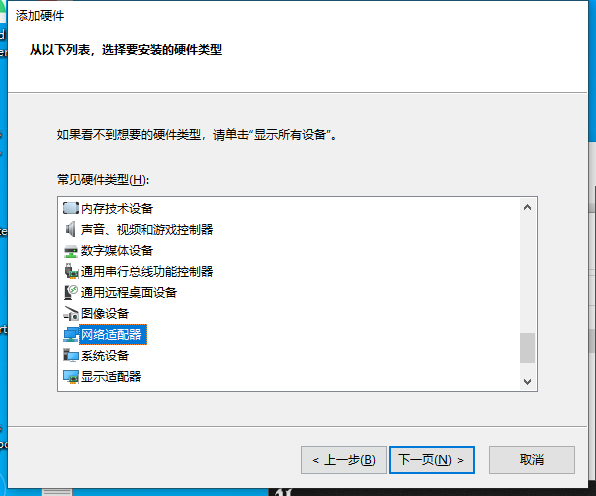 添加硬件
从以下列表，选择要安装的硬件类型
如果看不到想要的硬件类型，请单击“显示所有设备”。
常见硬件类型(H):
内存技术设备
声音、视频和游戏控制器
数字媒体设备
通用串行总线功能控制器
通用远程桌面设备
图像设备
网络适配器
系统设备
显示适配器
< 上一步(B)
下一页(N) >
取消